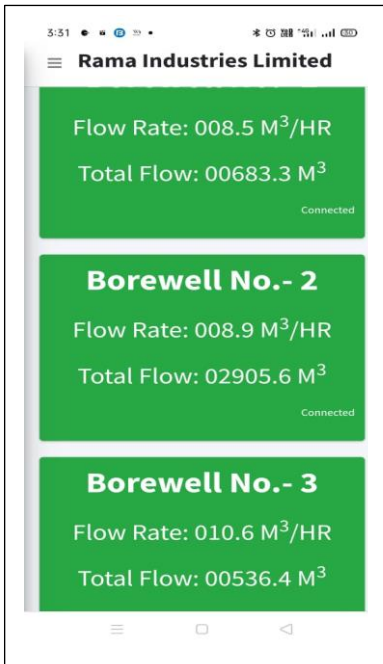 3:31
Rama Industries Limited
Flow Rate: 008.5 M³/HR
Total Flow: 00683.3 M³
Connected
Borewell No.- 2
Flow Rate: 008.9 M³/HR
Total Flow: 02905.6 M³
Connected
Borewell No.- 3
Flow Rate: 010.6 M³/HR
Total Flow: 00536.4 M³